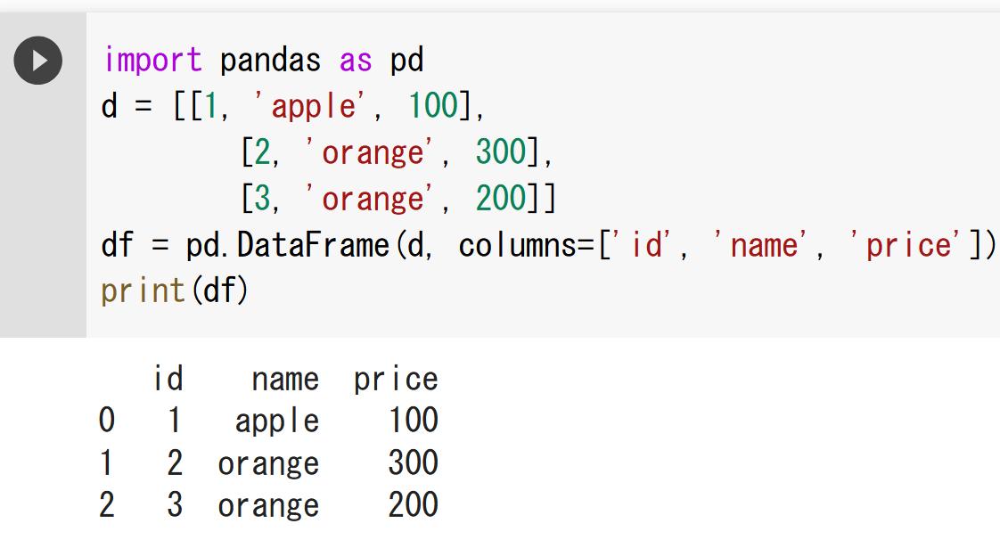 import pandas as pd
d = [[1, 'apple', 100],
        [2, 'orange', 300],
        [3, 'orange', 200]]
df = pd.DataFrame(d, columns=['id', 'name', 'price'])
print(df)
   id    name  price
0   1   apple    100
1   2  orange    300
2   3  orange    200